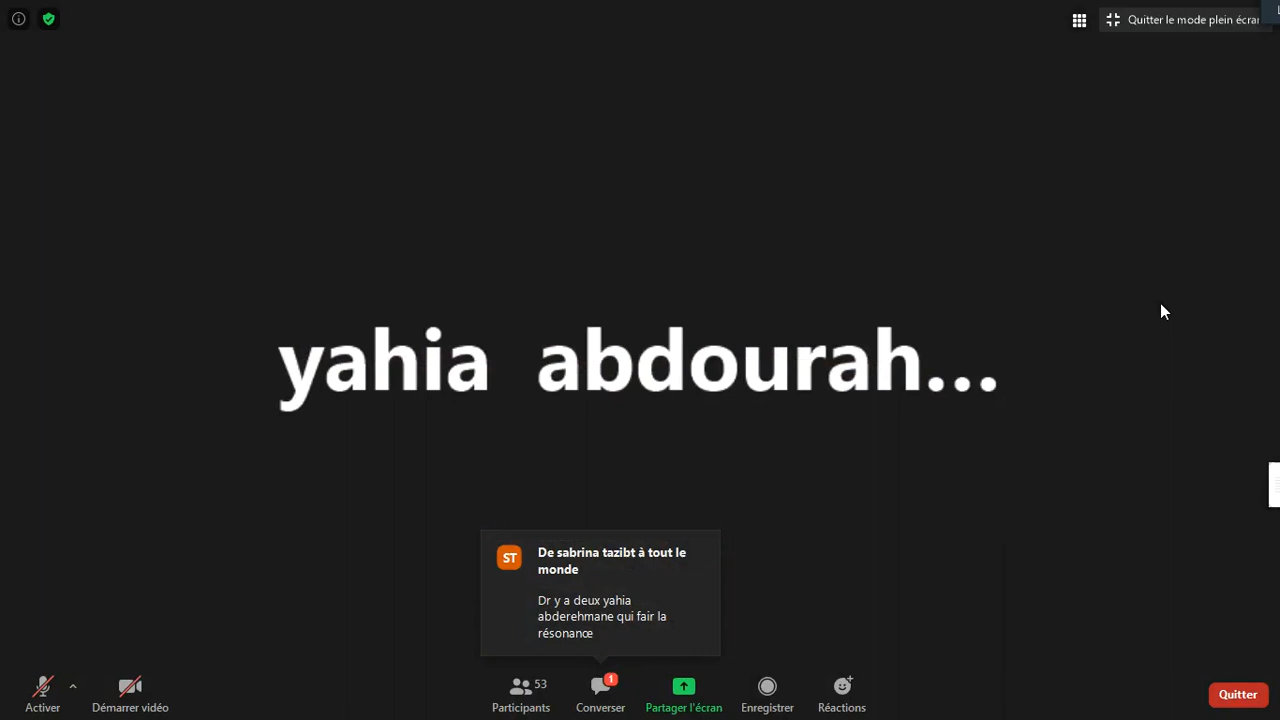 Quitter le mode plein écran
yahia abdourah...
ST
De sabrina tazibt à tout le
monde
Dr y a deux yahia
abderehmane qui fair la
résonance
53
1
Activer
Démarrer vidéo
Participants
Converser
Partager l'écran
Enregistrer
Réactions
Quitter